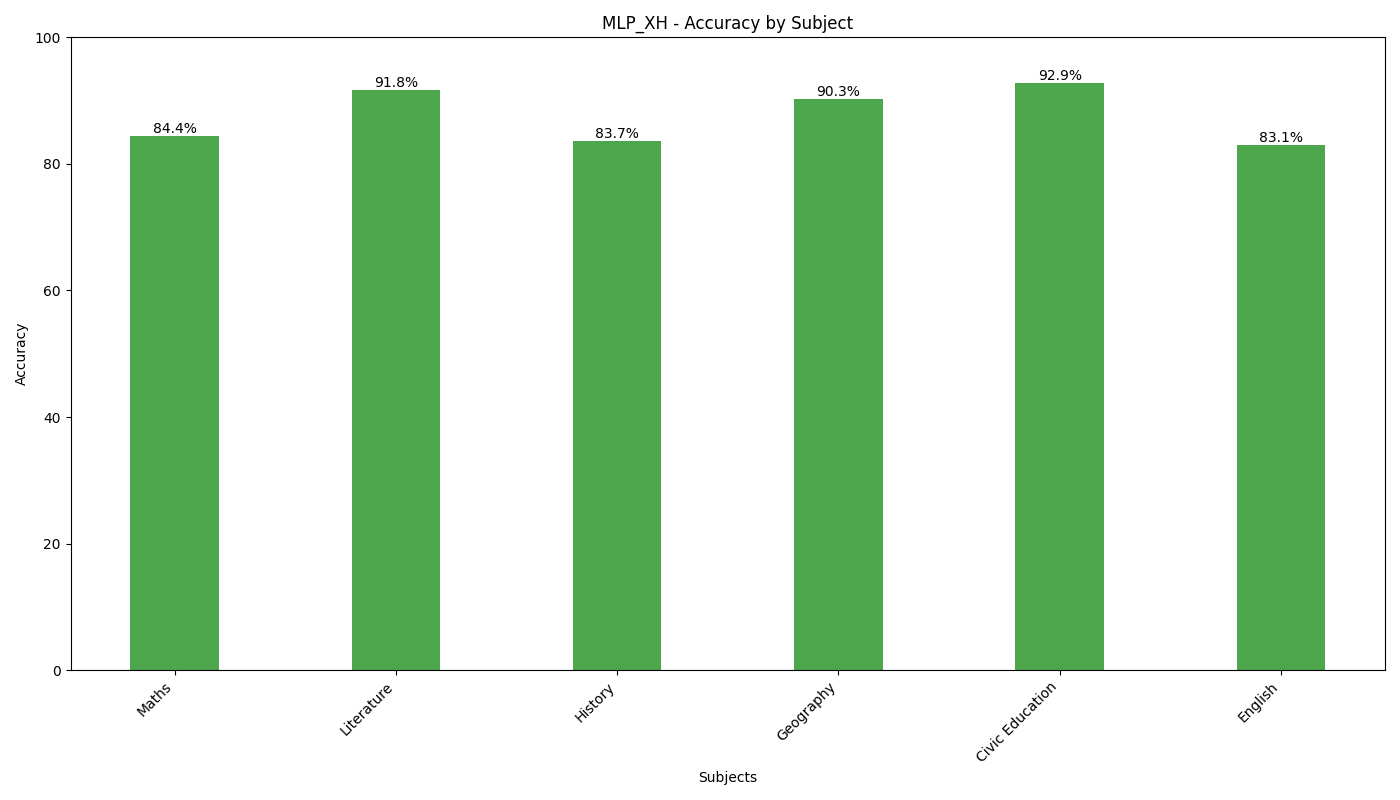 MLP_XH - Accuracy by Subject
100
80
60
40
20
0
Accuracy
84.4%
91.8%
83.7%
90.3%
92.9%
83.1%
Maths
Literature
History
Geography
Civic Education
English
Subjects